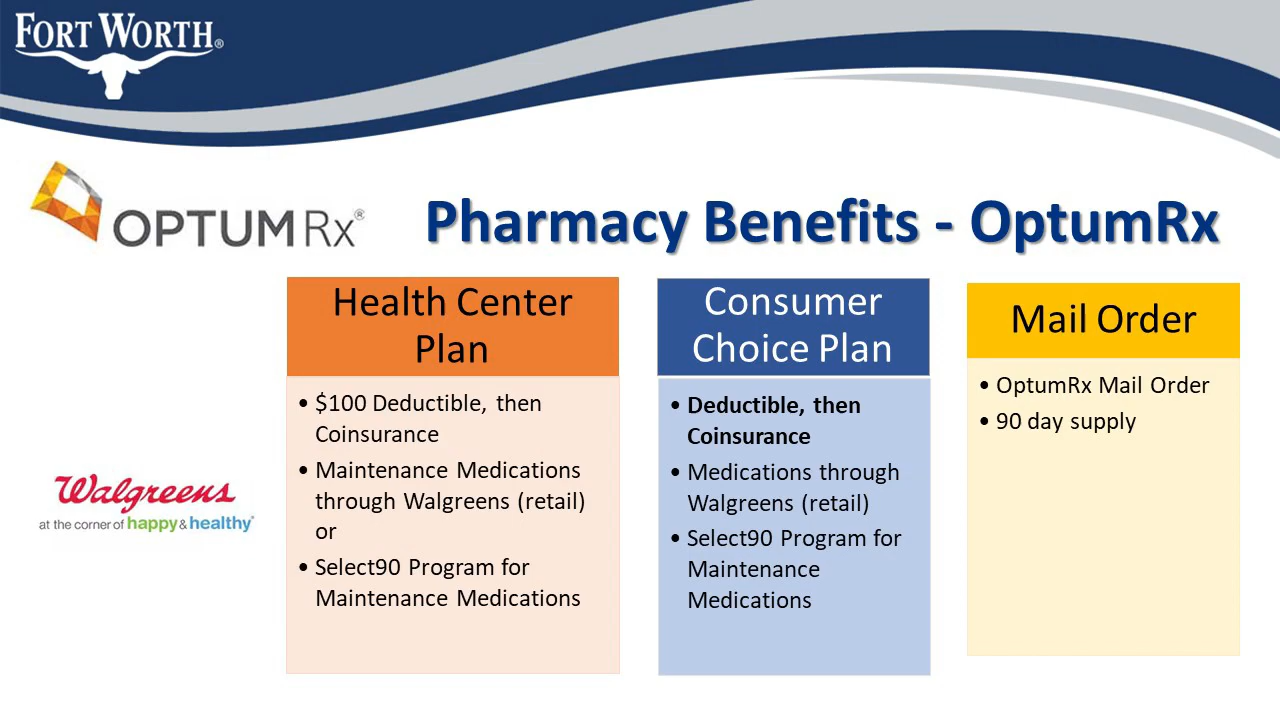 FORT WORTH®
OPTUMRx®
Pharmacy Benefits - OptumRx
Health Center
Plan
• $100 Deductible, then
Coinsurance
• Maintenance Medications
through Walgreens (retail)
or
• Select90 Program for
Maintenance Medications
Consumer
Choice Plan
• Deductible, then
Coinsurance
• Medications through
Walgreens (retail)
• Select90 Program for
Maintenance
Medications
Mail Order
• OptumRx Mail Order
• 90 day supply
Walgreens
at the corner of happy & healthy